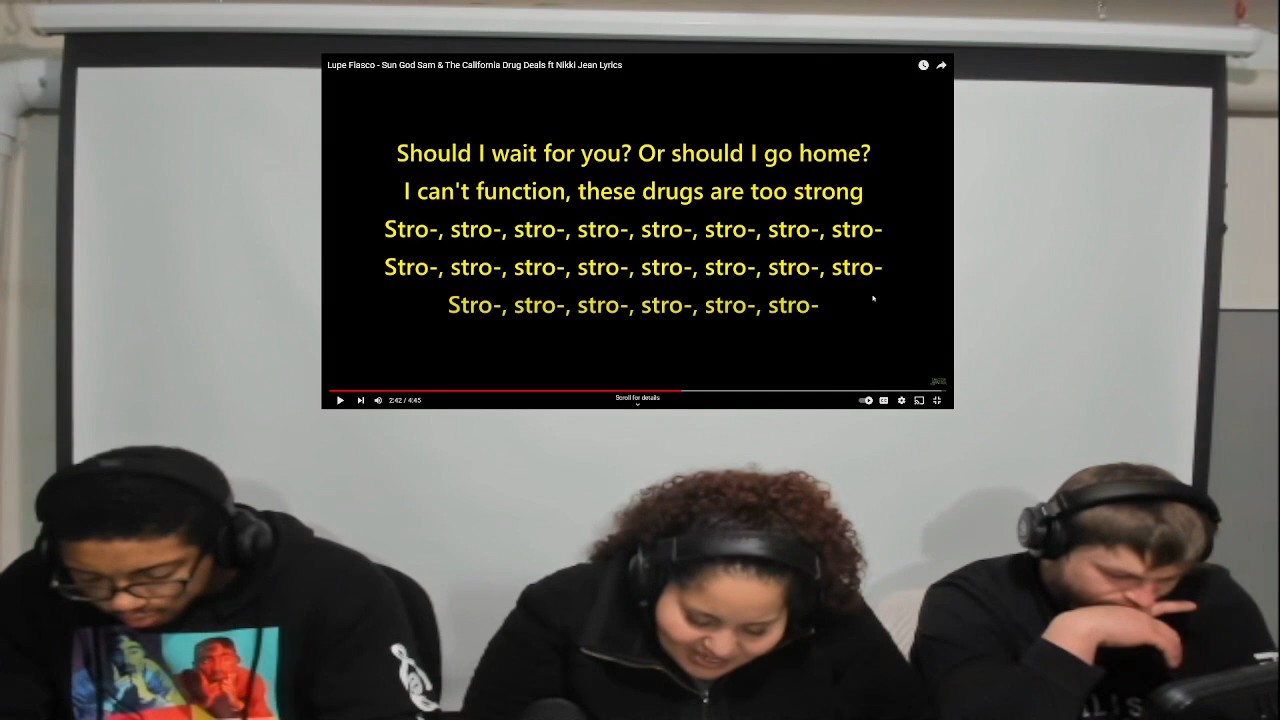 Lupe Fiasco - Sun God Sam & The California Drug Deals ft Nikki Jean Lyrics
Should I wait for you? Or should I go home?
I can't function, these drugs are too strong
Stro-, stro-, stro-, stro-, stro-, stro-, stro-, stro-
Stro-, stro-, stro-, stro-, stro-, stro-, stro-, stro-
Stro-, stro-, stro-, stro-, stro-, stro-
2:42 / 4:45
Scroll for details